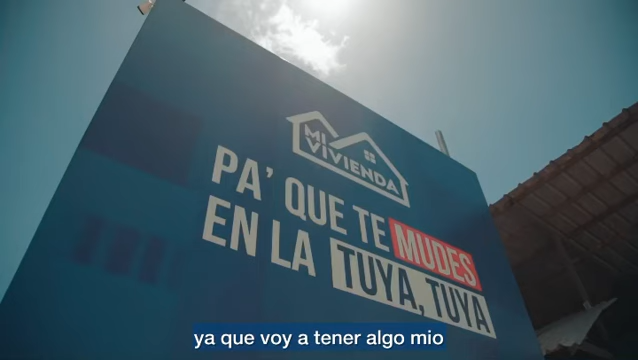 MI
VIVIENDA
PA' QUE TE MUDES
EN LA TUYA, TUYA
ya que voy a tener algo mio